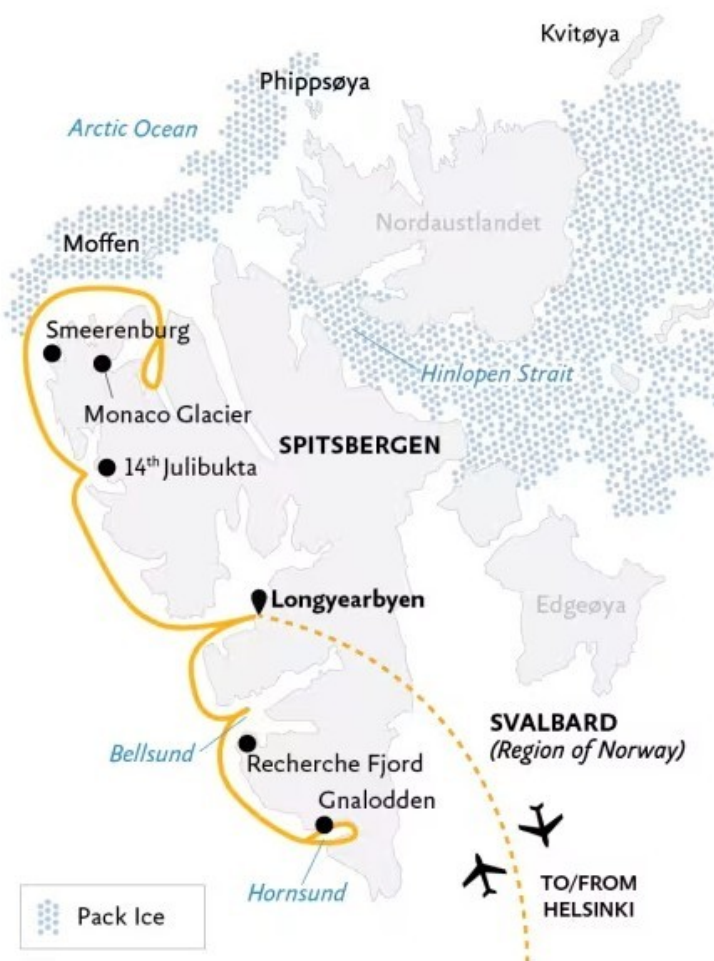 Kvitøya
Phippsøya
Arctic Ocean
Nordaustlandet
Moffen
Smeerenburg
Hinlopen Strait
Monaco Glacier
SPITSBERGEN
14th Julibukta
Longyearbyen
Edgeøya
SVALBARD
(Region of Norway)
Bellsund
Recherche Fjord
Gnalodden
TO/FROM
HELSINKI
Hornsund
Pack Ice